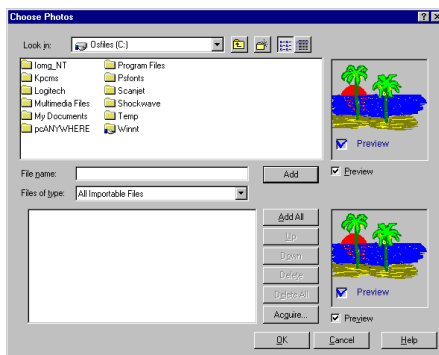 Choose Photos
Look in: Osfiles (C:)
Iomg_NT Program Files
Kpcms Psfonts
Logitech Scanjet
Multimedia Files Shockwave
My Documents Temp
pcANYWHERE Winnt
Preview
File name: Add Preview
Files of type: All Importable Files
Add All
Up
Down
Delete
Delete All
Preview
Acquire... Preview
OK Cancel Help